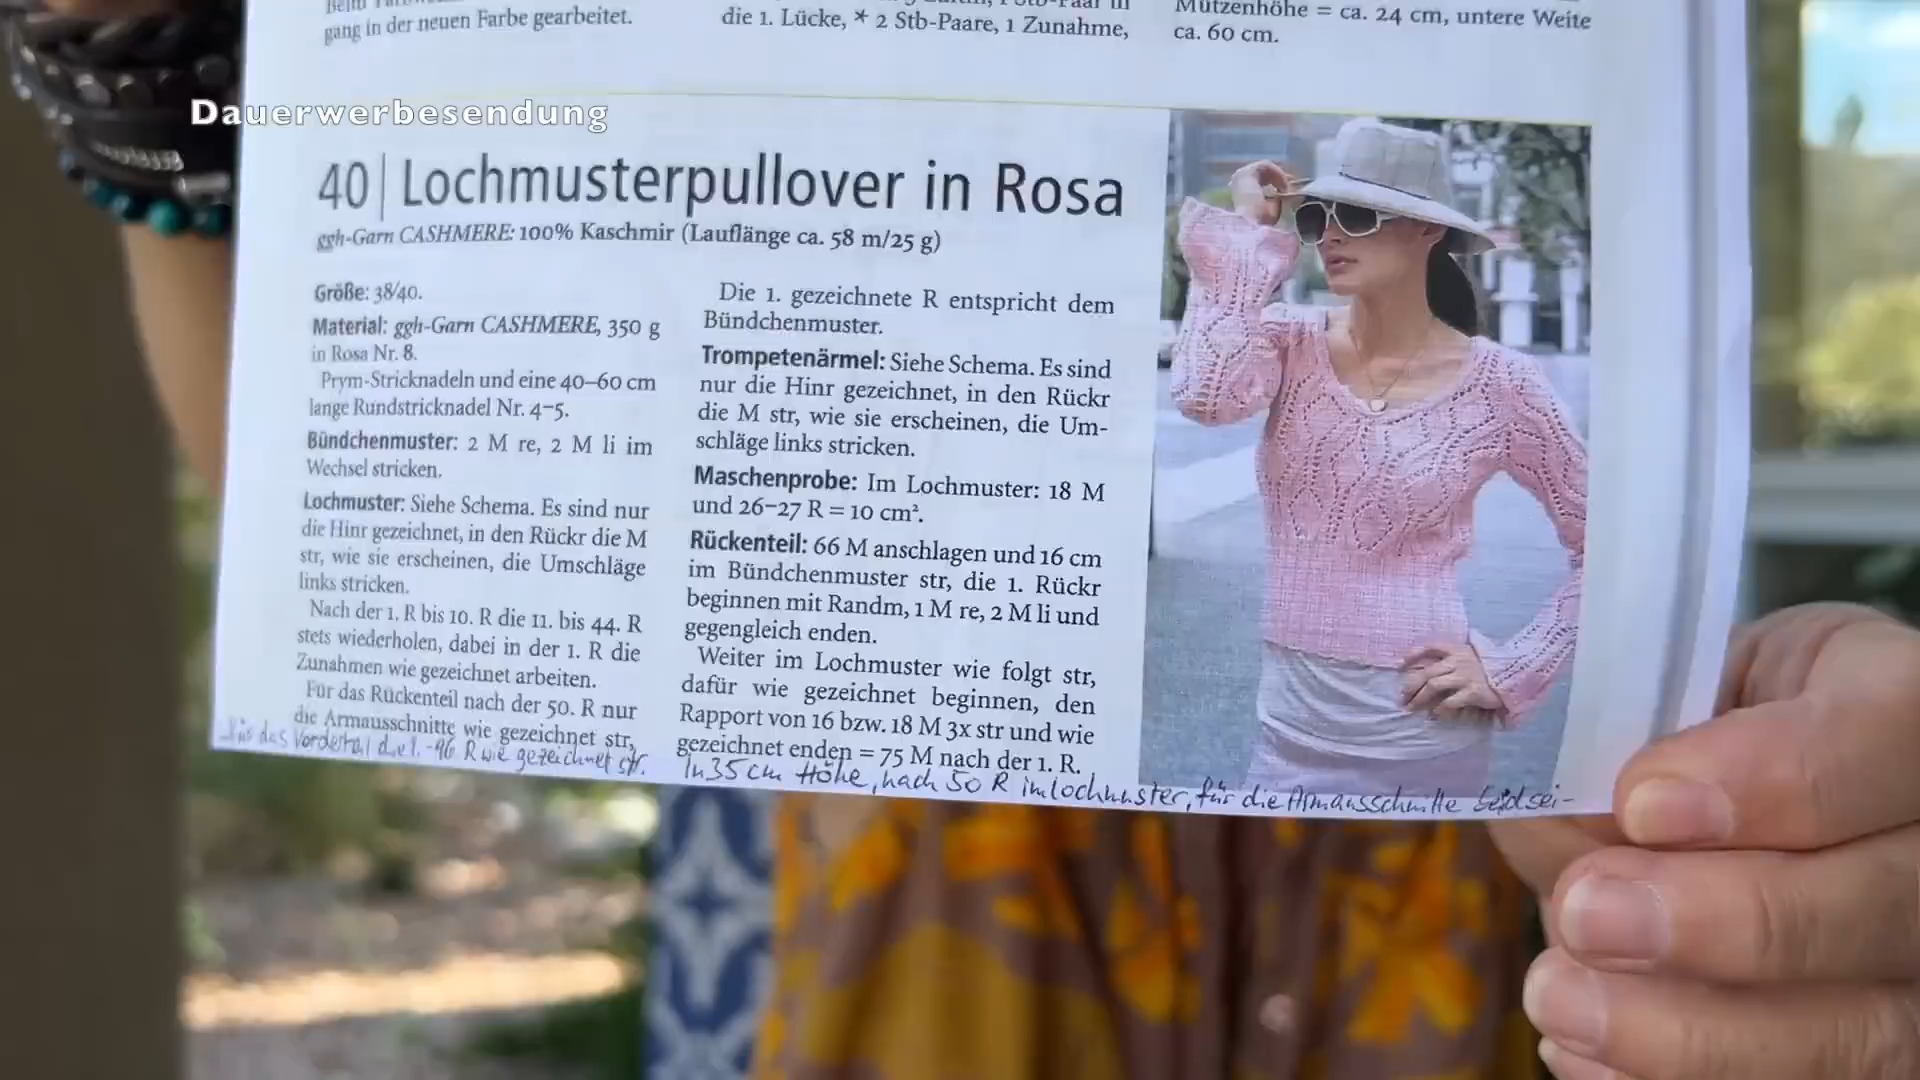 gang in der neuen Farbe gearbeitet.
die 1. Lücke, * 2 Stb-Paare, 1 Zunahme,
Mützenhöhe = ca. 24 cm, untere Weite
ca. 60 cm.
Dauerwerbesendung
40| Lochmusterpullover in Rosa
ggh-Garn CASHMERE: 100% Kaschmir (Lauflänge ca. 58 m/25 g)
Größe: 38/40.
Material: ggh-Garn CASHMERE, 350 g
in Rosa Nr. 8.
Prym-Stricknadeln und eine 40–60 cm
lange Rundstricknadel Nr. 4–5.
Bündchenmuster: 2 M re, 2 M li im
Wechsel stricken.
Lochmuster: Siehe Schema. Es sind nur
die Hinr gezeichnet, in den Rückr die M
str, wie sie erscheinen, die Umschläge
links stricken.
Nach der 1. R bis 10. R die 11. bis 44. R
stets wiederholen, dabei in der 1. R die
Zunahmen wie gezeichnet arbeiten.
Für das Rückenteil nach der 50. R nur
die Armausschnitte wie gezeichnet str,
für das Vorderteil die 1.-96 R wie gezeichnet str.
Die 1. gezeichnete R entspricht dem
Bündchenmuster.
Trompetenärmel: Siehe Schema. Es sind
nur die Hinr gezeichnet, in den Rückr
die M str, wie sie erscheinen, die Um-
schläge links stricken.
Maschenprobe: Im Lochmuster: 18 M
und 26–27 R = 10 cm².
Rückenteil: 66 M anschlagen und 16 cm
im Bündchenmuster str, die 1. Rückr
beginnen mit Randm, 1 M re, 2 M li und
gegengleich enden.
Weiter im Lochmuster wie folgt str,
dafür wie gezeichnet beginnen, den
Rapport von 16 bzw. 18 M 3x str und wie
gezeichnet enden = 75 M nach der 1. R.
In 35 cm Höhe, nach 50 R im Lochmuster, für die Armausschnitte beidsei-